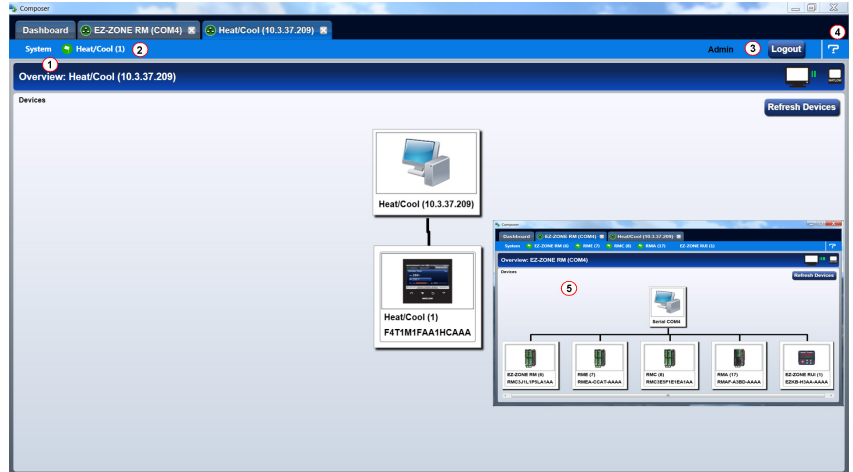 Composer
Dashboard EZ-ZONE RM (COM4) Heat/Cool (10.3.37.209)
4
System Heat/Cool (1) 2 Admin 3 Logout ?
1
Overview: Heat/Cool (10.3.37.209)
Devices
Refresh Devices
Heat/Cool (10.3.37.209)
Heat/Cool (1)
F4T1M1FAA1HCAAA
Composer
Dashboard EZ-ZONE RM (COM4) Heat/Cool (10.3.37.209)
System EZ-ZONE RM (6) RME (7) RMC (8) RMA (17) EZ-ZONE RUI (1) ?
Overview: EZ-ZONE RM (COM4)
Devices
Refresh Devices
5
Serial COM4
EZ-ZONE RM (6)
RMC3J1L1P5LA1AA
RME (7)
RMEA-CCAT-AAAA
RMC (8)
RMC3E5F1E1EA1AA
RMA (17)
RMAF-A3BD-AAAA
EZ-ZONE RUI (1)
EZKB-H3AA-AAAA